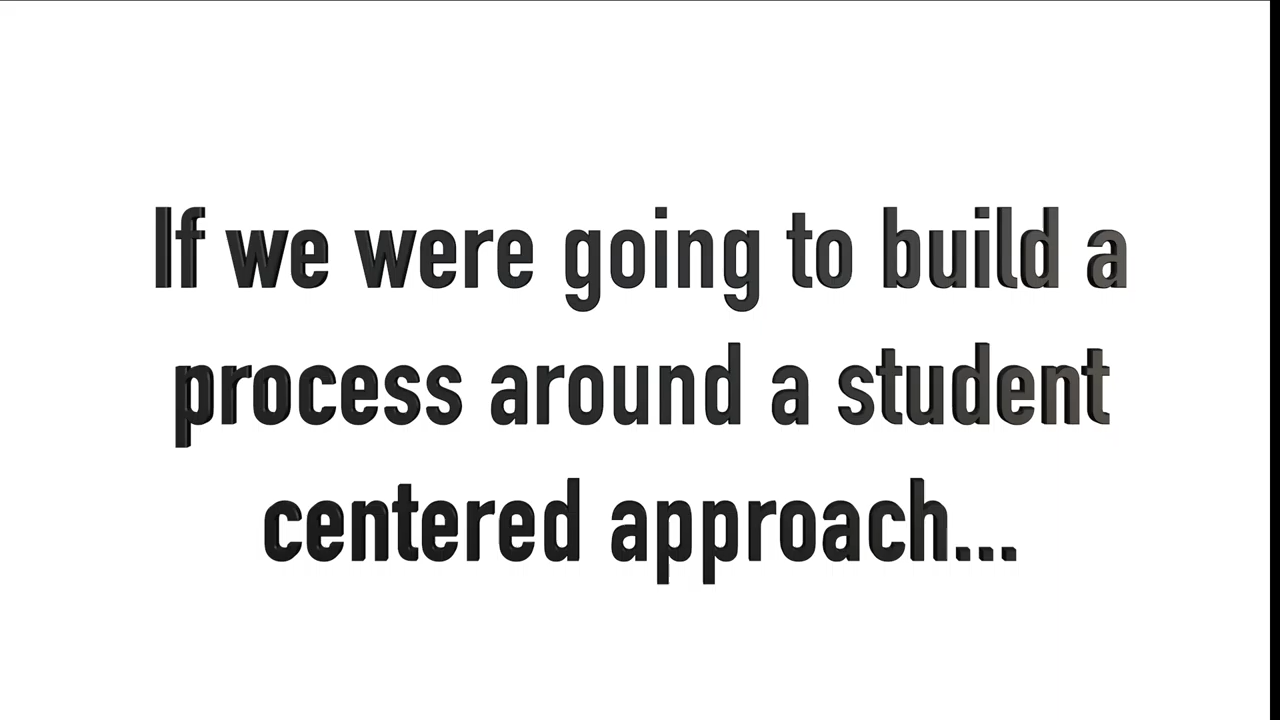 If we were going to build a
process around a student
centered approach...